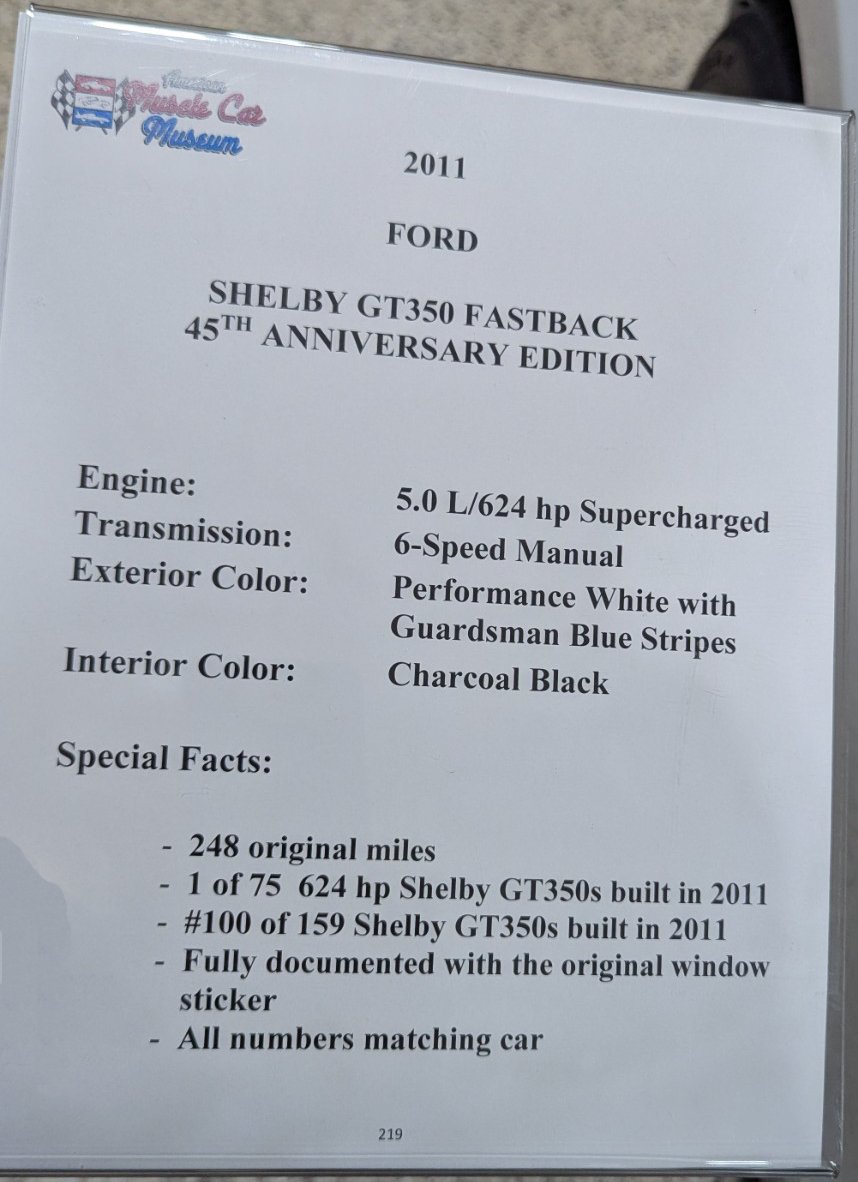 American
Muscle Car
Museum
2011
FORD
SHELBY GT350 FASTBACK
45TH ANNIVERSARY EDITION
Engine: 5.0 L/624 hp Supercharged
Transmission: 6-Speed Manual
Exterior Color: Performance White with
Guardsman Blue Stripes
Interior Color: Charcoal Black
Special Facts:
- 248 original miles
- 1 of 75 624 hp Shelby GT350s built in 2011
- #100 of 159 Shelby GT350s built in 2011
- Fully documented with the original window
sticker
- All numbers matching car
219